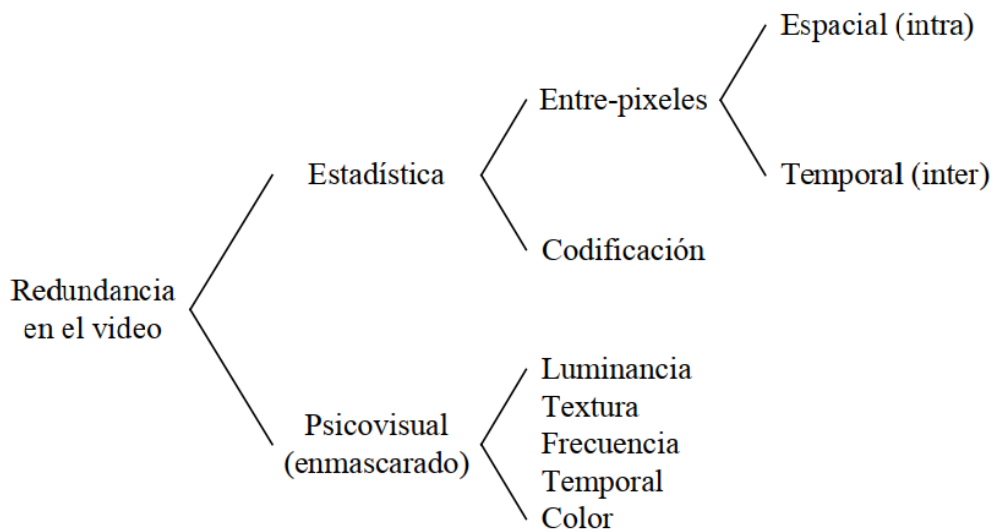 Espacial (intra)
Entre-pixeles
Temporal (inter)
Estadística
Codificación
Redundancia
en el video
Luminancia
Textura
Psicovisual
(enmascarado)
Frecuencia
Temporal
Color